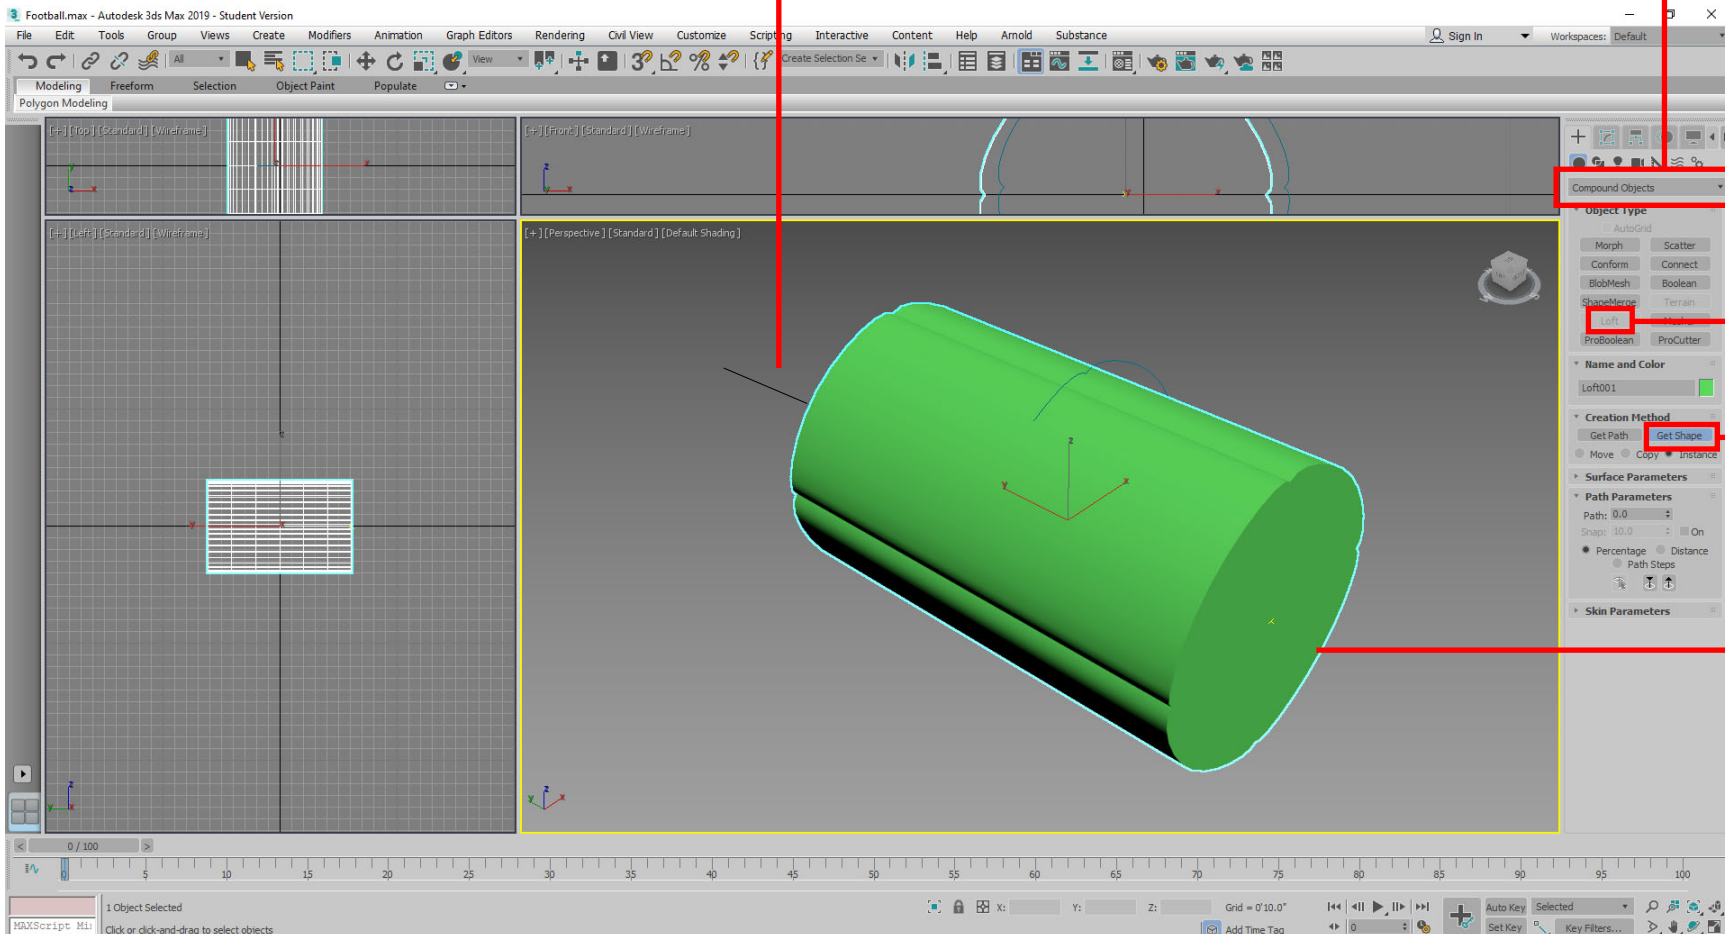 3 Football.max - Autodesk 3ds Max 2019 - Student Version
File Edit Tools Group Views Create Modifiers Animation Graph Editors Rendering Civil View Customize Scripting Interactive Content Help Arnold Substance Sign In Workspaces: Default
All View Create Selection Se
Modeling Freeform Selection Object Paint Populate
Polygon Modeling
[+] [Top] [Standard] [Wireframe]
[+] [Front] [Standard] [Wireframe]
[+] [Left] [Standard] [Wireframe]
[+] [Perspective] [Standard] [Default Shading]
Compound Objects
Object Type
AutoGrid
Morph Scatter
Conform Connect
BlobMesh Boolean
ShapeMerge Terrain
Loft
ProBoolean ProCutter
Name and Color
Loft001
Creation Method
Get Path Get Shape
Move Copy Instance
Surface Parameters
Path Parameters
Path: 0.0
Snap: 10.0 On
Percentage Distance
Path Steps
Skin Parameters
< 0 / 100 >
0 5 10 15 20 25 30 35 40 45 50 55 60 65 70 75 80 85 90 95 100
1 Object Selected X: Y: Z: Grid = 0'10.0" Auto Key Selected
MAXScript Mi Click or click-and-drag to select objects Add Time Tag 0 Set Key Key Filters...